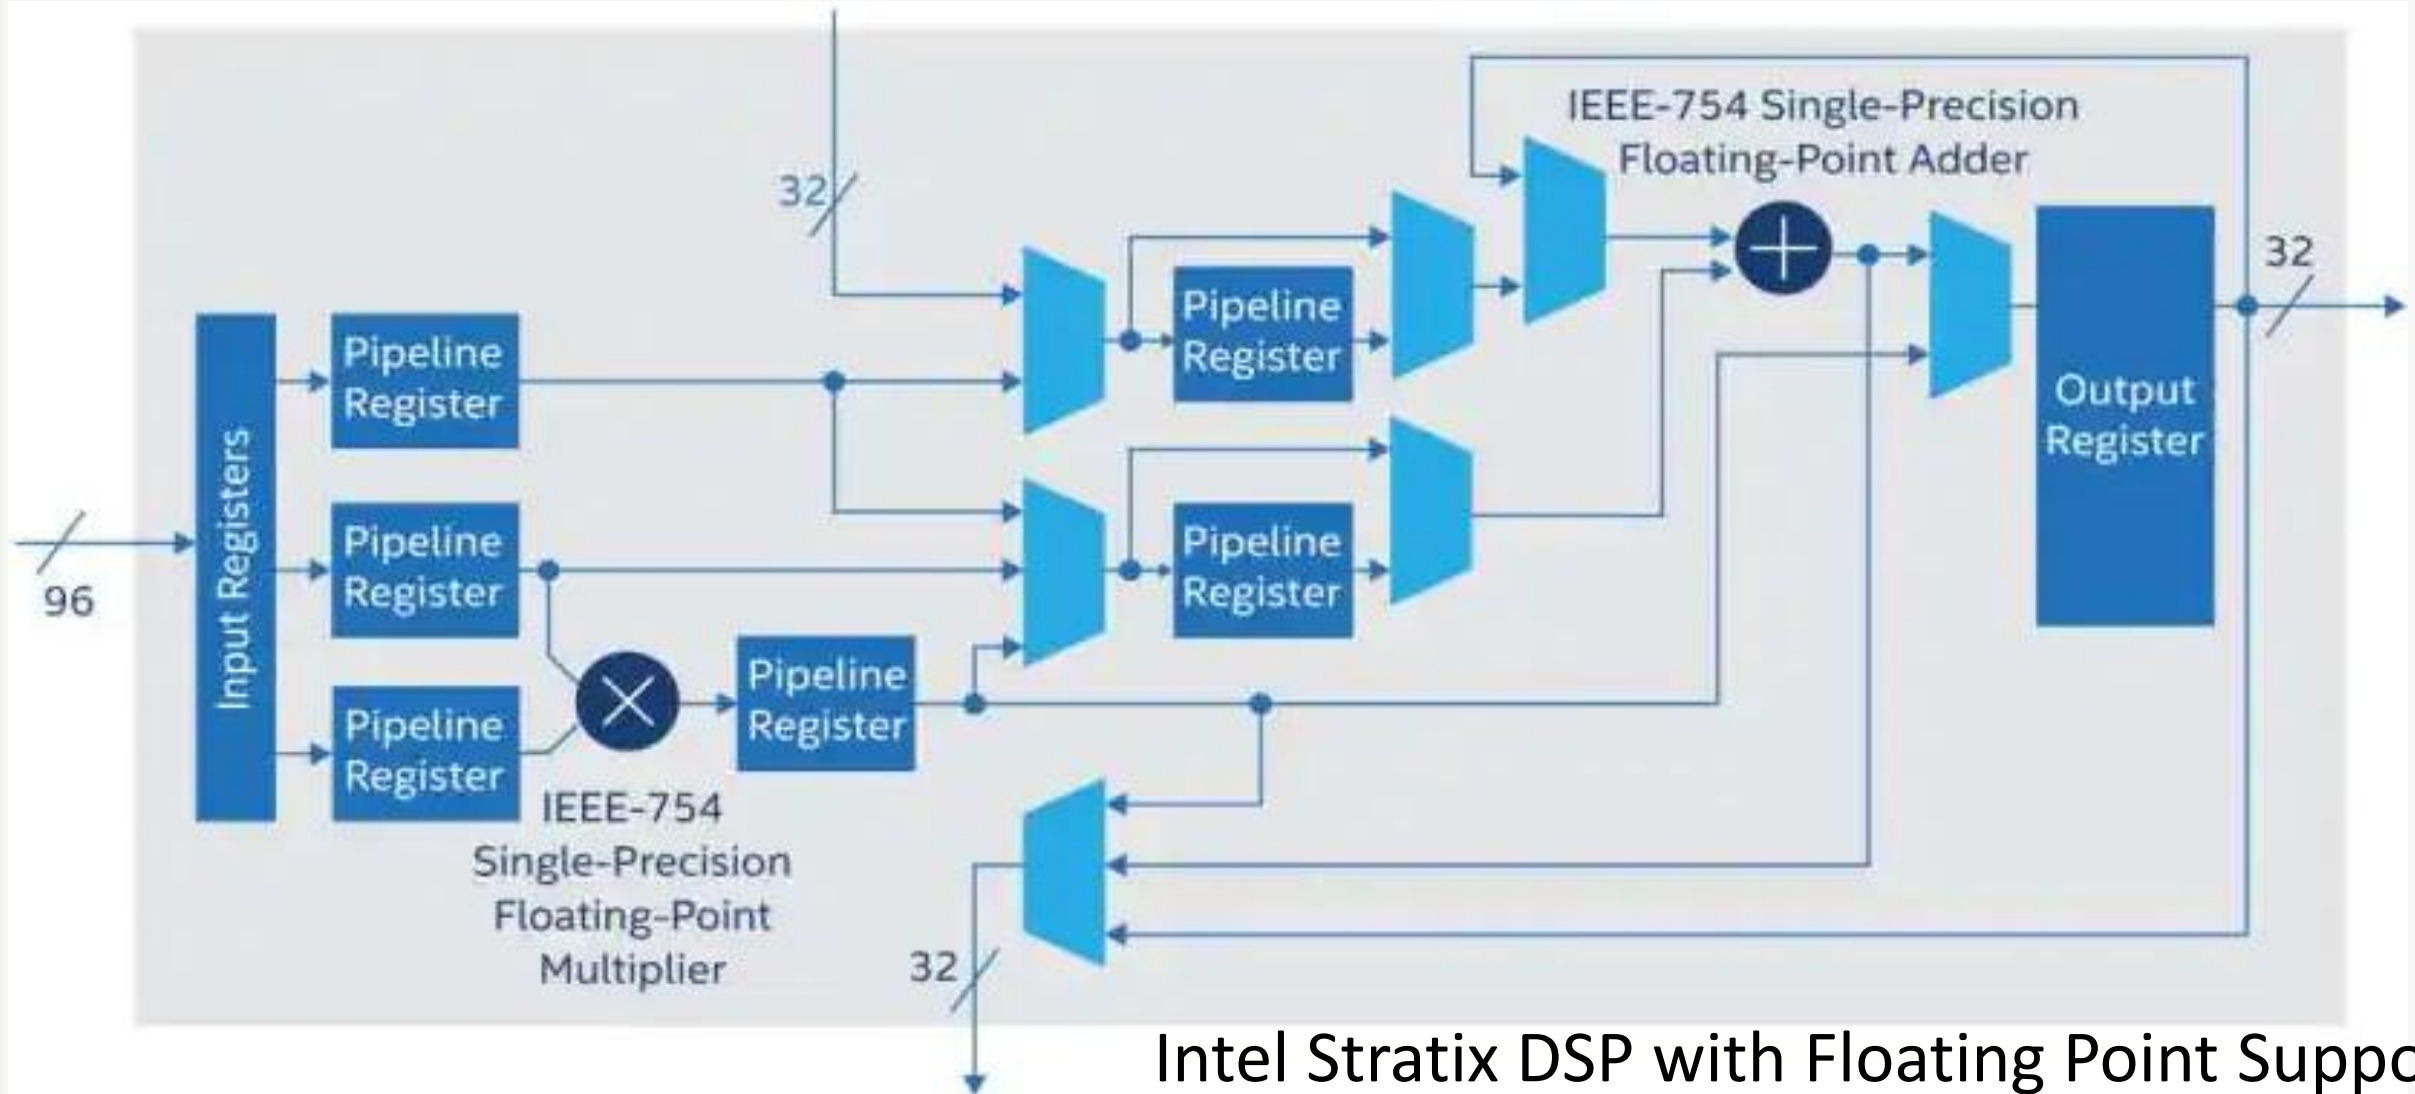 32
IEEE-754 Single-Precision
Floating-Point Adder
32
Pipeline
Register
Pipeline
Register
Output
Register
Input Registers
96
Pipeline
Register
Pipeline
Register
Pipeline
Register
Pipeline
Register
IEEE-754
Single-Precision
Floating-Point
Multiplier
32
Intel Stratix DSP with Floating Point Suppo